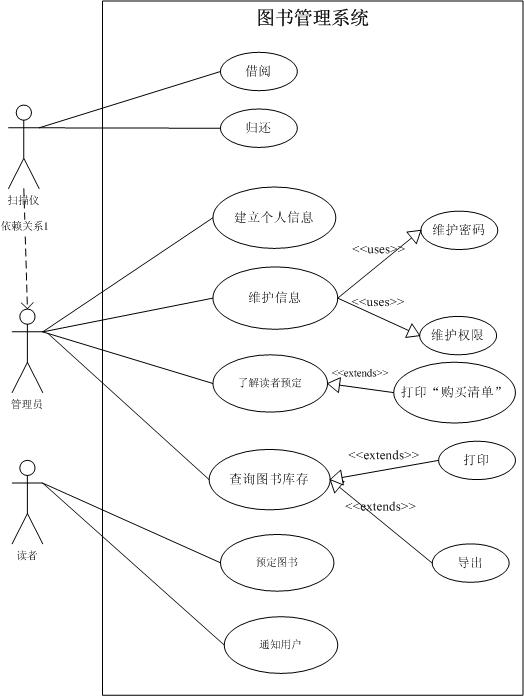 图书管理系统
借阅
归还
扫描仪
依赖关系1
建立个人信息
维护密码
<<uses>>
维护信息
<<uses>>
维护权限
管理员
了解读者预定
<<extends>>
打印“购买清单”
查询图书库存
<<extends>>
打印
<<extends>>
读者
预定图书
导出
通知用户